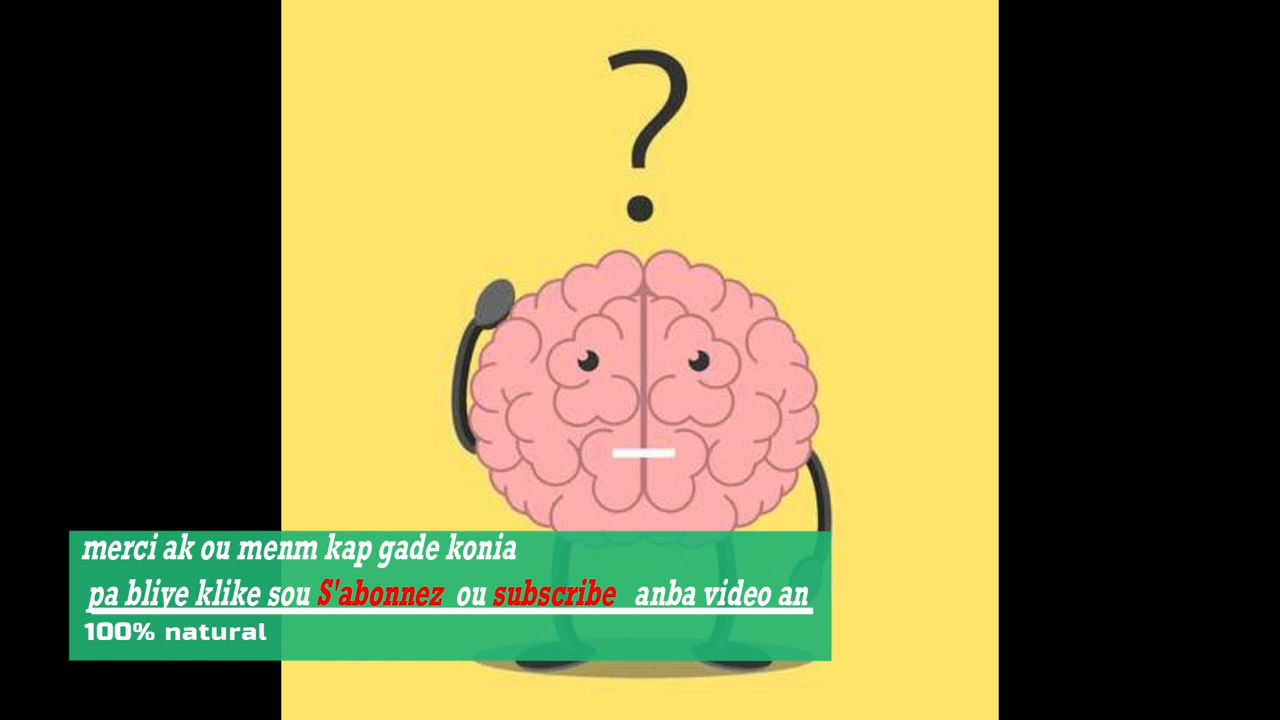 ?
merci ak ou menm kap gade konia
pa bliye klike sou S'abonnez ou subscribe anba video an
100% natural